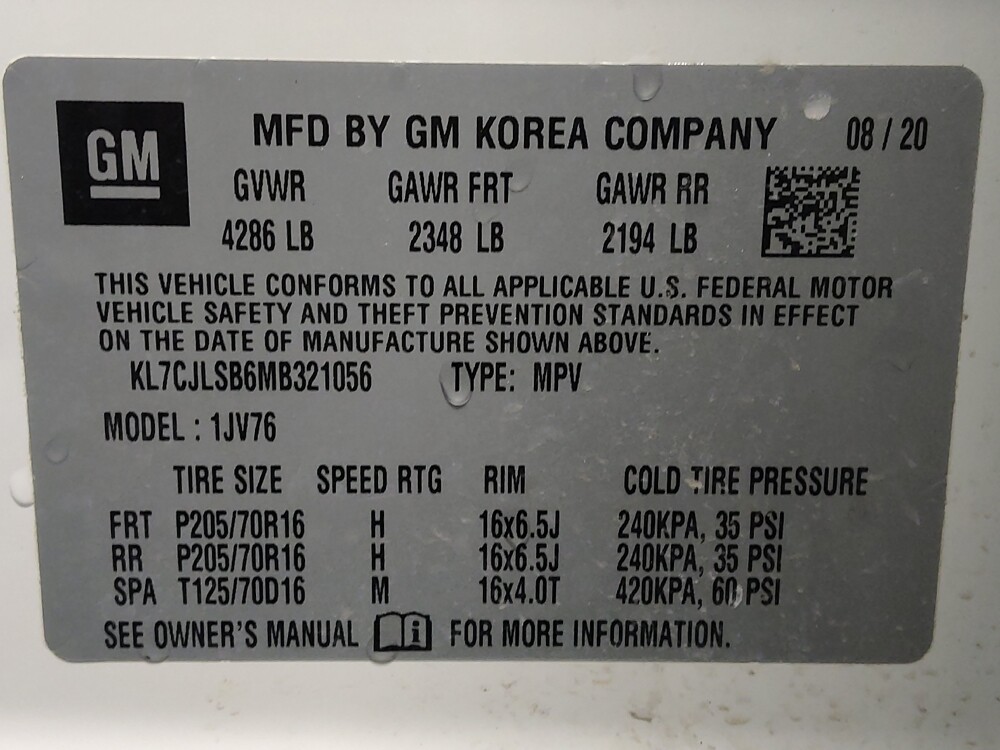 GM
MFD BY GM KOREA COMPANY 08 / 20
GVWR GAWR FRT GAWR RR
4286 LB 2348 LB 2194 LB
THIS VEHICLE CONFORMS TO ALL APPLICABLE U.S. FEDERAL MOTOR
VEHICLE SAFETY AND THEFT PREVENTION STANDARDS IN EFFECT
ON THE DATE OF MANUFACTURE SHOWN ABOVE.
KL7CJLSB6MB321056 TYPE: MPV
MODEL : 1JV76
TIRE SIZE SPEED RTG RIM COLD TIRE PRESSURE
FRT P205/70R16 H 16x6.5J 240KPA, 35 PSI
RR P205/70R16 H 16x6.5J 240KPA, 35 PSI
SPA T125/70D16 M 16x4.0T 420KPA, 60 PSI
SEE OWNER'S MANUAL i FOR MORE INFORMATION.